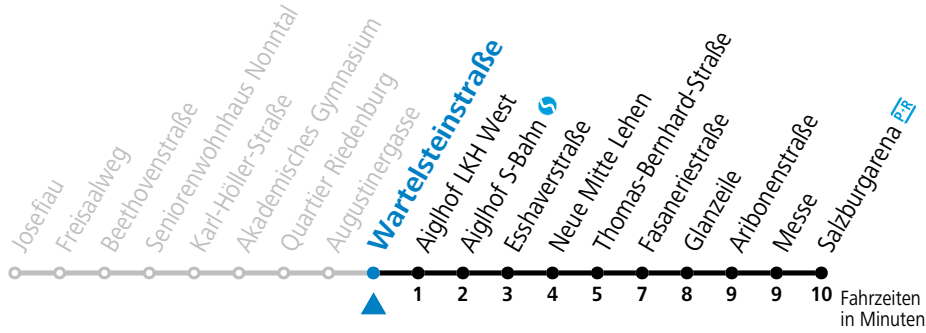 Josefiau
Freisaalweg
Beethovenstraße
Seniorenwohnhaus Nonntal
Karl-Höller-Straße
Akademisches Gymnasium
Quartier Riedenburg
Augustinergasse
Wartelsteinstraße
Aiglhof LKH West
Aiglhof S-Bahn S
Esshaverstraße
Neue Mitte Lehen
Thomas-Bernhard-Straße
Fasaneriestraße
Glanzeile
Aribonenstraße
Messe
Salzburgarena P+R
1 2 3 4 5 7 8 9 9 10 Fahrzeiten
in Minuten